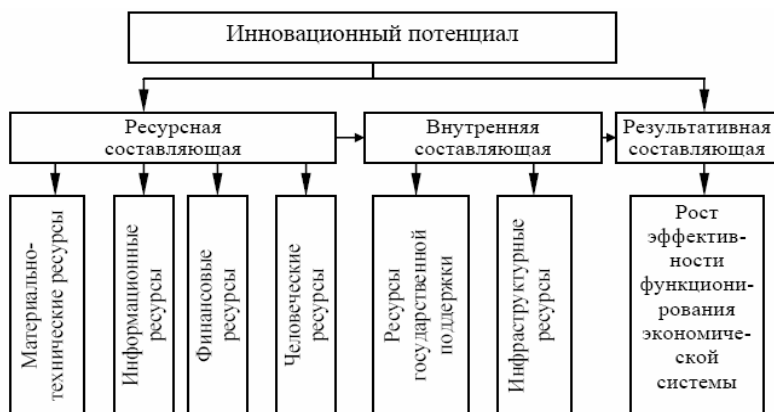 Инновационный потенциал
Ресурсная
составляющая
Внутренняя
составляющая
Результативная
составляющая
Материально-
технические ресурсы
Информационные
ресурсы
Финансовые
ресурсы
Человеческие
ресурсы
Ресурсы
государственной
поддержки
Инфраструктурные
ресурсы
Рост
эффектив-
ности
функциони-
рования
экономиче-
ской
системы